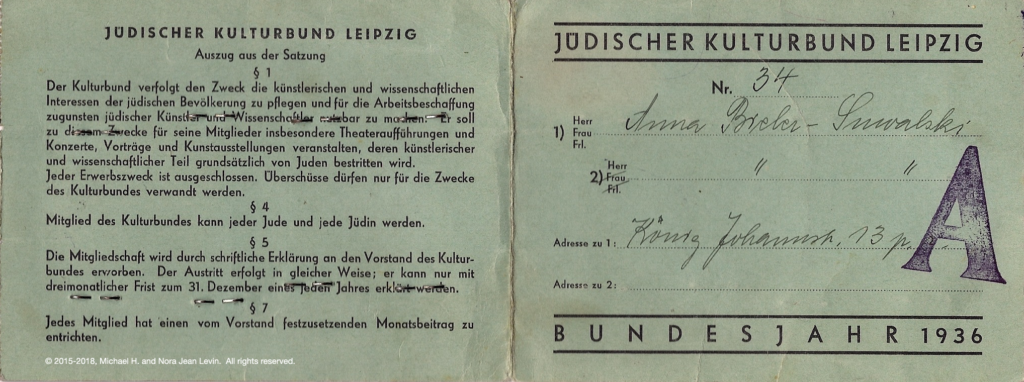 JÜDISCHER KULTURBUND LEIPZIG
Auszug aus der Satzung
§ 1
Der Kulturbund verfolgt den Zweck die künstlerischen und wissenschaftlichen
Interessen der jüdischen Bevölkerung zu pflegen und für die Arbeitsbeschaffung
zugunsten jüdischer Künstler und Wissenschaftler nutzbar zu machen. Er soll
zu diesem Zwecke für seine Mitglieder insbesondere Theateraufführungen und
Konzerte, Vorträge und Kunstausstellungen veranstalten, deren künstlerischer
und wissenschaftlicher Teil grundsätzlich von Juden bestritten wird.
Jeder Erwerbszweck ist ausgeschlossen. Überschüsse dürfen nur für die Zwecke
des Kulturbundes verwandt werden.
§ 4
Mitglied des Kulturbundes kann jeder Jude und jede Jüdin werden.
§ 5
Die Mitgliedschaft wird durch schriftliche Erklärung an den Vorstand des Kultur-
bundes erworben. Der Austritt erfolgt in gleicher Weise; er kann nur mit
dreimonatlicher Frist zum 31. Dezember eines jeden Jahres erklärt werden.
§ 7
Jedes Mitglied hat einen vom Vorstand festzusetzenden Monatsbeitrag zu
entrichten.
© 2015-2018, Michael H. and Nora Jean Levin. All rights reserved.
JÜDISCHER KULTURBUND LEIPZIG
Nr. 34
1) Herr Frau Frl. Anna Bieler-Suwalski
2) Herr Frau Frl. " "
A
Adresse zu 1: König Johannstr. 13 p.
Adresse zu 2:
BUNDESJAHR 1936